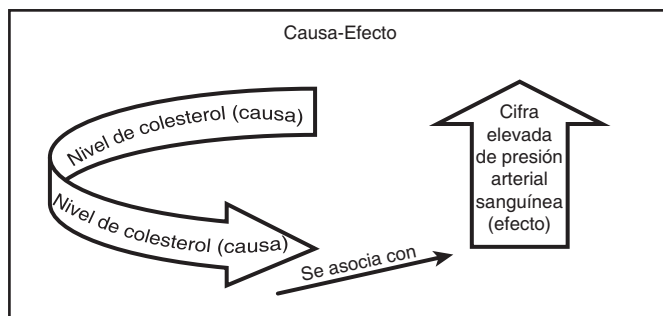 Causa-Efecto
Nivel de colesterol (causa)
Nivel de colesterol (causa)
Se asocia con
Cifra
elevada
de presión
arterial
sanguínea
(efecto)